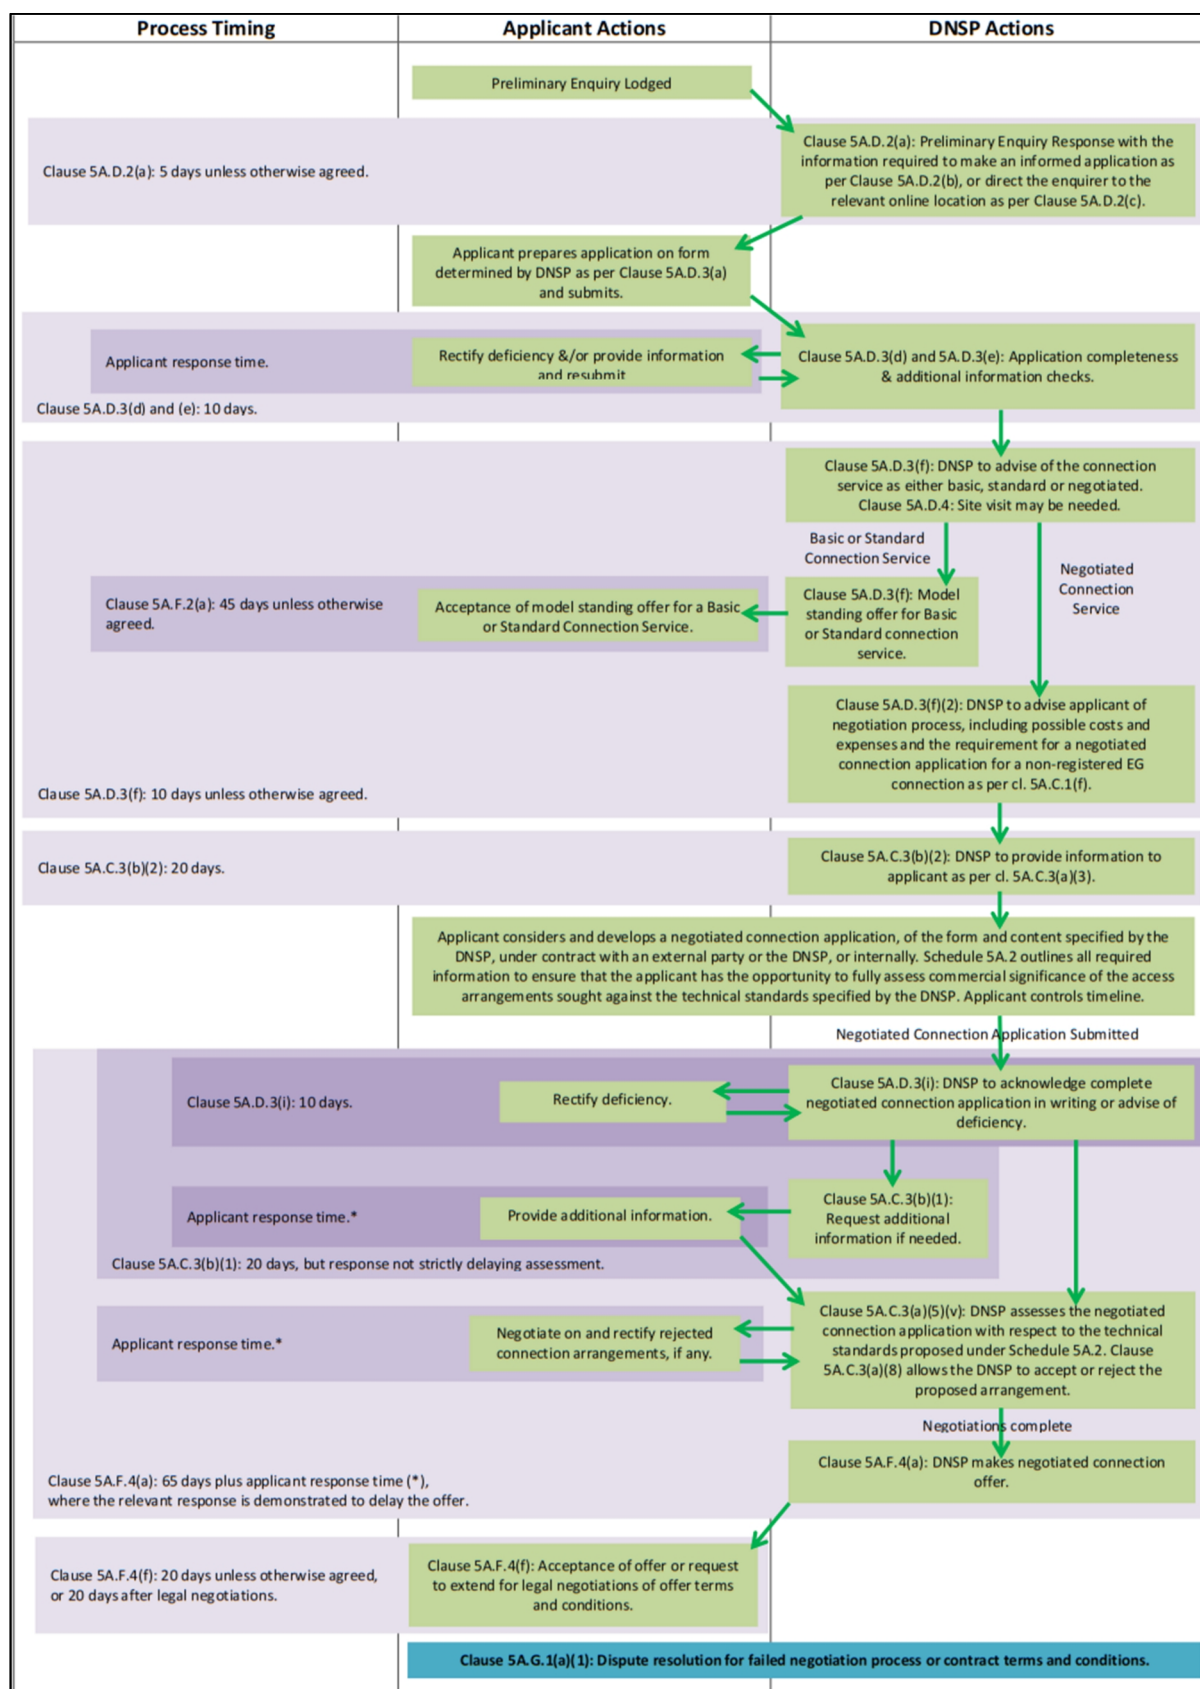 Process Timing
Applicant Actions
DNSP Actions
Preliminary Enquiry Lodged
Clause 5A.D.2(a): 5 days unless otherwise agreed.
Clause 5A.D.2(a): Preliminary Enquiry Response with the
information required to make an informed application as
per Clause 5A.D.2(b), or direct the enquirer to the
relevant online location as per Clause 5A.D.2(c).
Applicant prepares application on form
determined by DNSP as per Clause 5A.D.3(a)
and submits.
Applicant response time.
Rectify deficiency &/or provide information
and resubmit
Clause 5A.D.3(d) and 5A.D.3(e): Application completeness
& additional information checks.
Clause 5A.D.3(d) and (e): 10 days.
Clause 5A.D.3(f): DNSP to advise of the connection
service as either basic, standard or negotiated.
Clause 5A.D.4: Site visit may be needed.
Basic or Standard
Connection Service
Negotiated
Connection
Service
Clause 5A.F.2(a): 45 days unless otherwise
agreed.
Acceptance of model standing offer for a Basic
or Standard Connection Service.
Clause 5A.D.3(f): Model
standing offer for Basic
or Standard connection
service.
Clause 5A.D.3(f)(2): DNSP to advise applicant of
negotiation process, including possible costs and
expenses and the requirement for a negotiated
connection application for a non-registered EG
connection as per cl. 5A.C.1(f).
Clause 5A.D.3(f): 10 days unless otherwise agreed.
Clause 5A.C.3(b)(2): 20 days.
Clause 5A.C.3(b)(2): DNSP to provide information to
applicant as per cl. 5A.C.3(a)(3).
Applicant considers and develops a negotiated connection application, of the form and content specified by the
DNSP, under contract with an external party or the DNSP, or internally. Schedule 5A.2 outlines all required
information to ensure that the applicant has the opportunity to fully assess commercial significance of the access
arrangements sought against the technical standards specified by the DNSP. Applicant controls timeline.
Negotiated Connection Application Submitted
Clause 5A.D.3(i): 10 days.
Rectify deficiency.
Clause 5A.D.3(i): DNSP to acknowledge complete
negotiated connection application in writing or advise of
deficiency.
Applicant response time.*
Provide additional information.
Clause 5A.C.3(b)(1):
Request additional
information if needed.
Clause 5A.C.3(b)(1): 20 days, but response not strictly delaying assessment.
Applicant response time.*
Negotiate on and rectify rejected
connection arrangements, if any.
Clause 5A.C.3(a)(5)(v): DNSP assesses the negotiated
connection application with respect to the technical
standards proposed under Schedule 5A.2. Clause
5A.C.3(a)(8) allows the DNSP to accept or reject the
proposed arrangement.
Negotiations complete
Clause 5A.F.4(a): DNSP makes negotiated connection
offer.
Clause 5A.F.4(a): 65 days plus applicant response time (*),
where the relevant response is demonstrated to delay the offer.
Clause 5A.F.4(f): 20 days unless otherwise agreed,
or 20 days after legal negotiations.
Clause 5A.F.4(f): Acceptance of offer or request
to extend for legal negotiations of offer terms
and conditions.
Clause 5A.G.1(a)(1): Dispute resolution for failed negotiation process or contract terms and conditions.